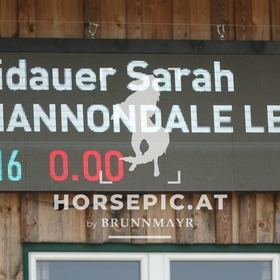 idauer Sarah
HANNONDALE LE
16 0.00
HORSEPIC.AT
by BRUNNMAYR